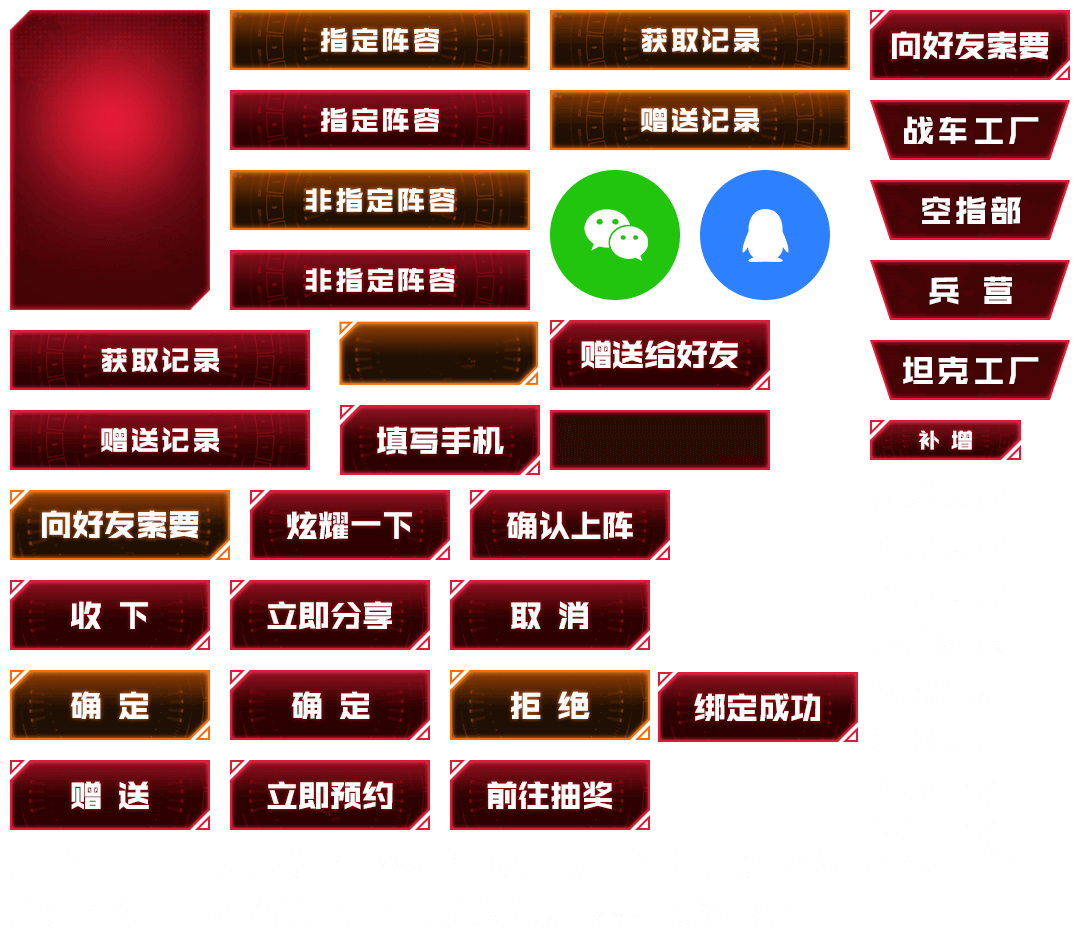 指定阵容
获取记录
向好友索要
指定阵容
赠送记录
战车工厂
非指定阵容
空指部
非指定阵容
兵 营
获取记录
赠送给好友
坦克工厂
赠送记录
填写手机
补 增
向好友索要
炫耀一下
确认上阵
收 下
立即分享
取 消
确 定
确 定
拒 绝
绑定成功
赠 送
立即预约
前往抽奖